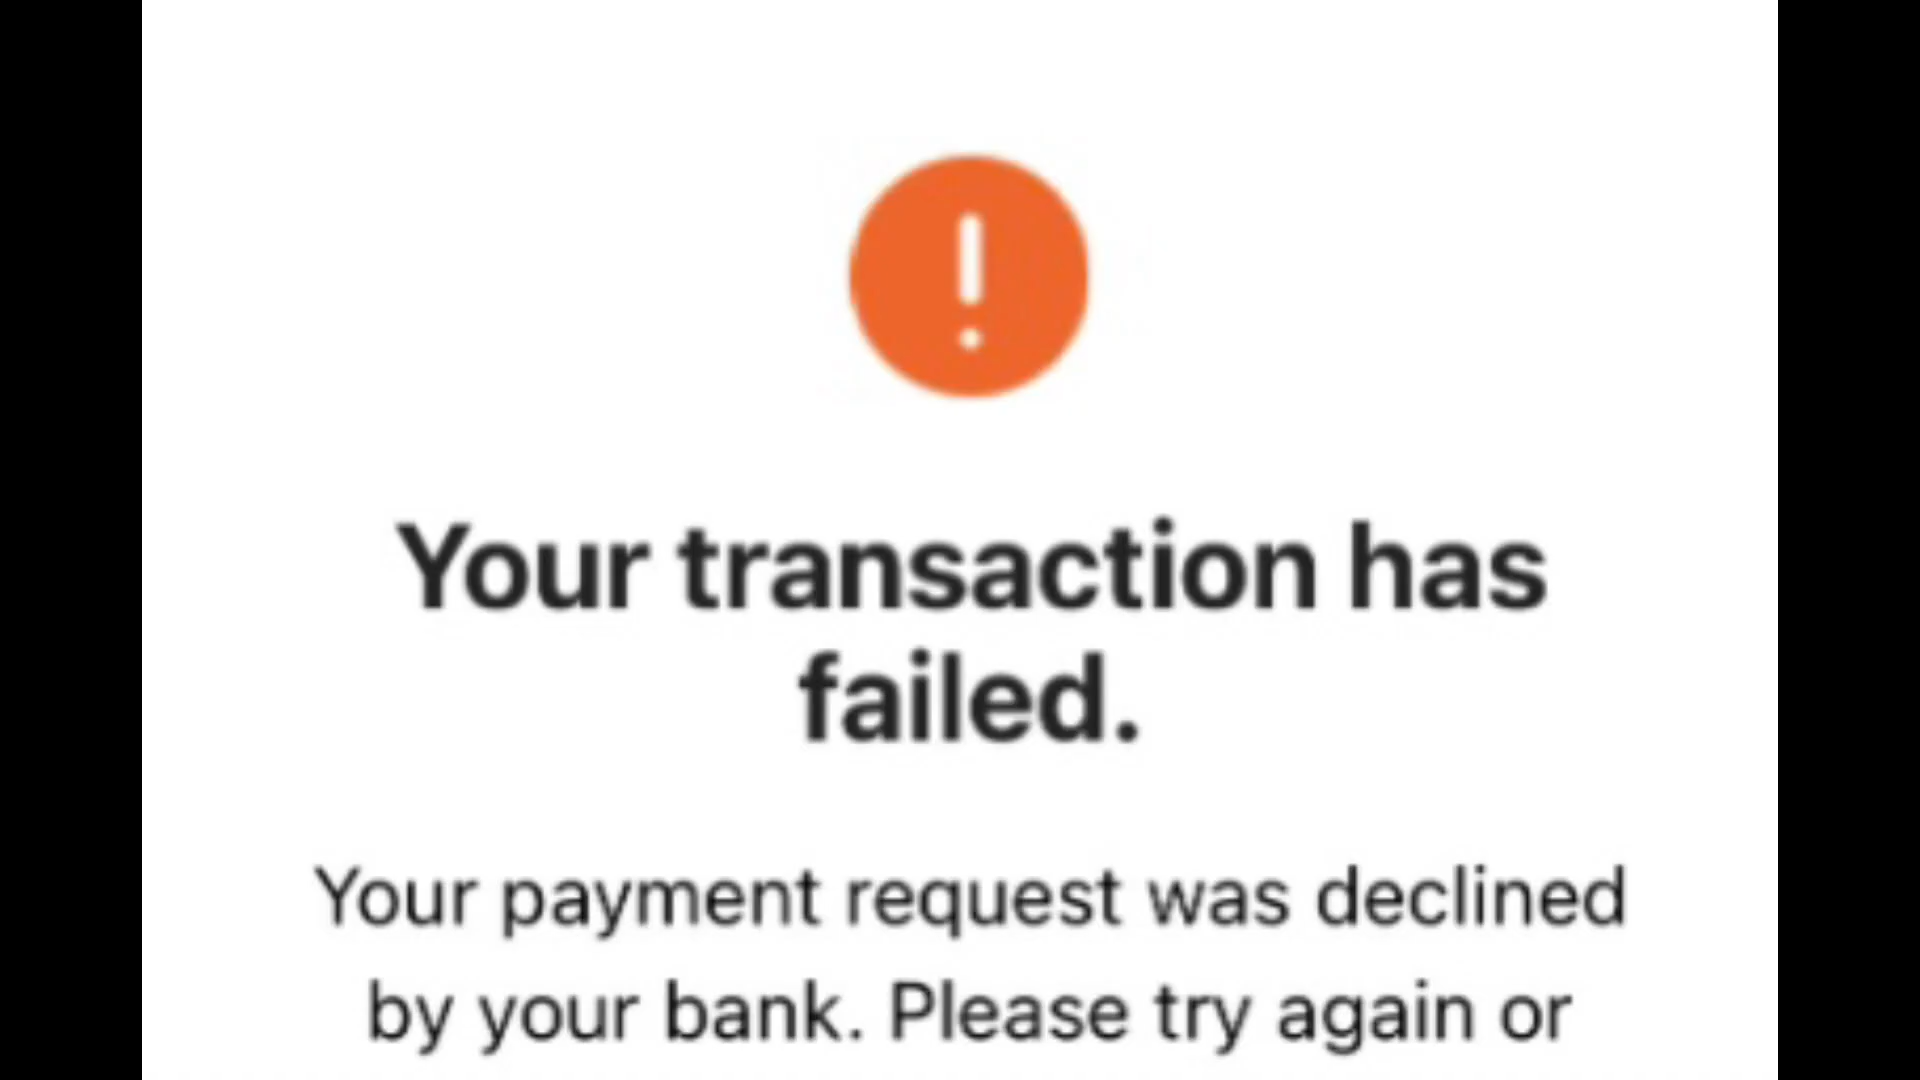 Your transaction has
failed.
Your payment request was declined
by your bank. Please try again or